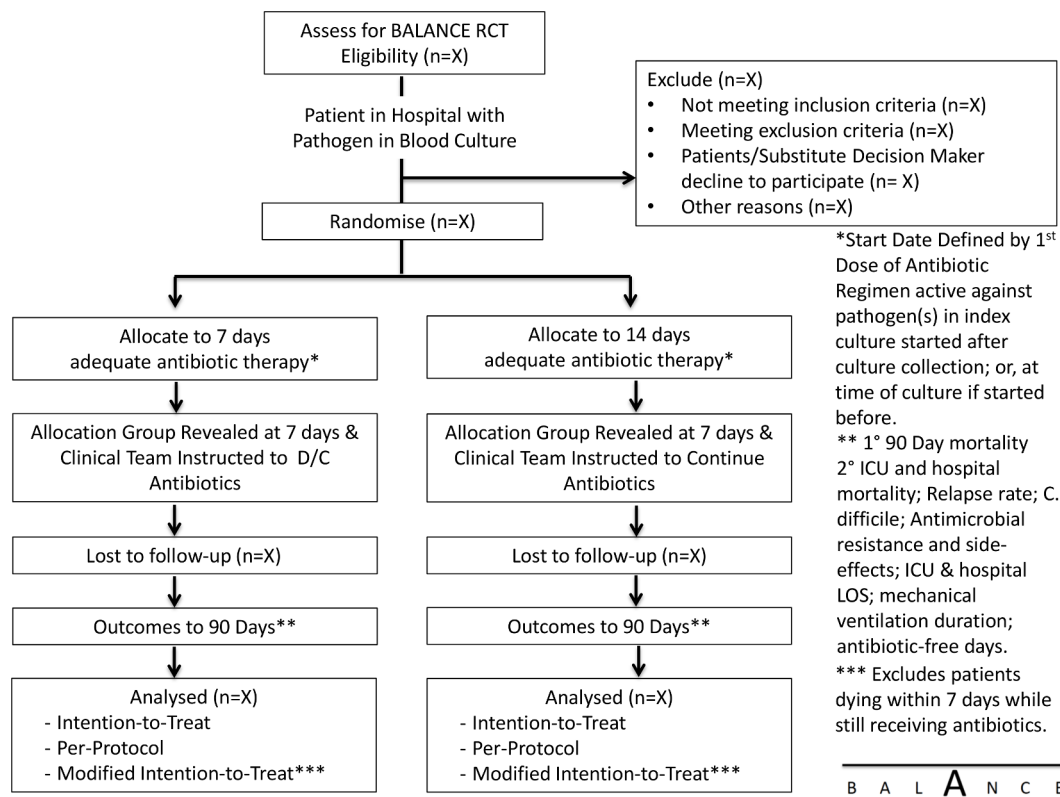 Assess for BALANCE RCT
Eligibility (n=X)
Patient in Hospital with
Pathogen in Blood Culture
Exclude (n=X)
• Not meeting inclusion criteria (n=X)
• Meeting exclusion criteria (n=X)
• Patients/Substitute Decision Maker
decline to participate (n= X)
• Other reasons (n=X)
Randomise (n=X)
Allocate to 7 days
adequate antibiotic therapy*
Allocation Group Revealed at 7 days &
Clinical Team Instructed to D/C
Antibiotics
Lost to follow-up (n=X)
Outcomes to 90 Days**
Analysed (n=X)
- Intention-to-Treat
- Per-Protocol
- Modified Intention-to-Treat***
Allocate to 14 days
adequate antibiotic therapy*
Allocation Group Revealed at 7 days &
Clinical Team Instructed to Continue
Antibiotics
Lost to follow-up (n=X)
Outcomes to 90 Days**
Analysed (n=X)
- Intention-to-Treat
- Per-Protocol
- Modified Intention-to-Treat***
*Start Date Defined by 1st
Dose of Antibiotic
Regimen active against
pathogen(s) in index
culture started after
culture collection; or, at
time of culture if started
before.
** 1° 90 Day mortality
2° ICU and hospital
mortality; Relapse rate; C.
difficile; Antimicrobial
resistance and side-
effects; ICU & hospital
LOS; mechanical
ventilation duration;
antibiotic-free days.
*** Excludes patients
dying within 7 days while
still receiving antibiotics.
B A L A N C E